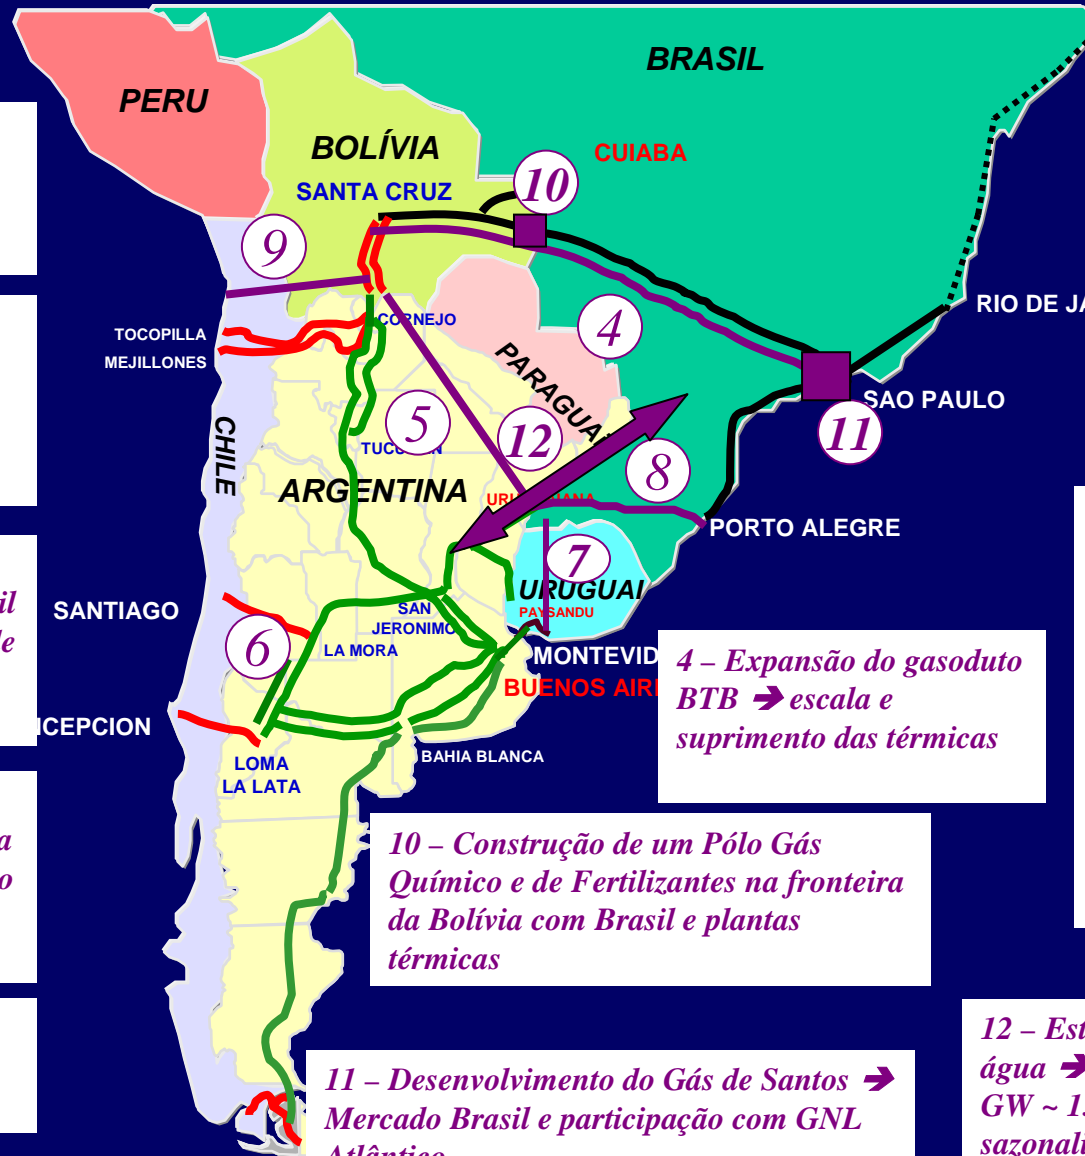 BRASIL
PERU
BOLÍVIA
CUIABA
SANTA CRUZ
10
9
RIO DE JA
TOCOPILLA
CORNEJO
4
MEJILLONES
PARAGUAI
SAO PAULO
5
12
11
CHILE
8
ARGENTINA
PORTO ALEGRE
7
URUGUAI
PAYSANDU
SANTIAGO
SAN
JERONIMO
LA MORA
6
MONTEVID
BUENOS AIR
ICEPCION
BAHIA BLANCA
LOMA
LA LATA
il
e
a
o
4 – Expansão do gasoduto
BTB ➔ escala e
suprimento das térmicas
10 – Construção de um Pólo Gás
Químico e de Fertilizantes na fronteira
da Bolívia com Brasil e plantas
térmicas
11 – Desenvolvimento do Gás de Santos ➔
Mercado Brasil e participação com GNL
Atlântico
12 – Est
água ➔
GW ~ 1
sazonali